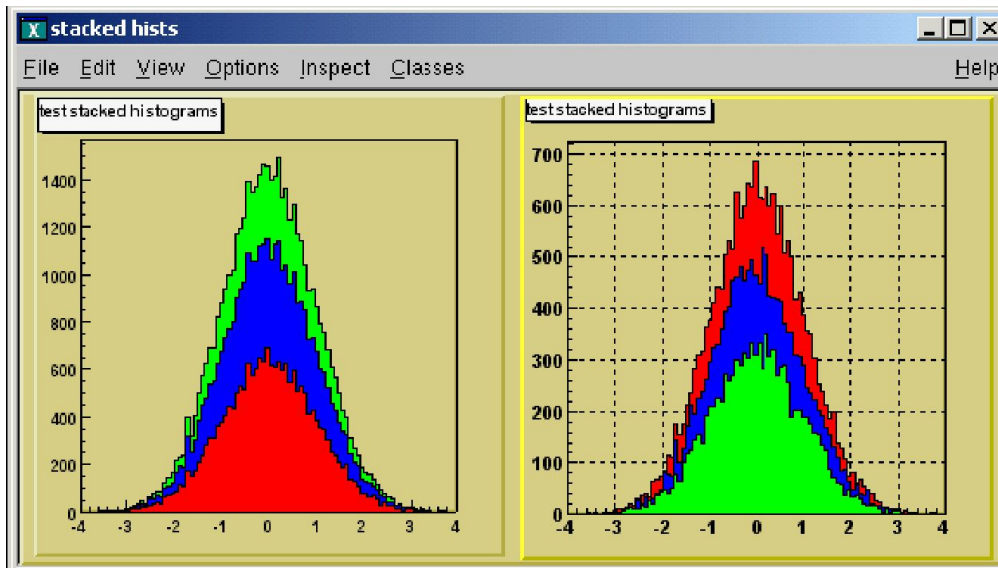 X stacked hists
File Edit View Options Inspect Classes Help
test stacked histograms
1400
1200
1000
800
600
400
200
0
-4 -3 -2 -1 0 1 2 3 4
test stacked histograms
700
600
500
400
300
200
100
0
-4 -3 -2 -1 0 1 2 3 4